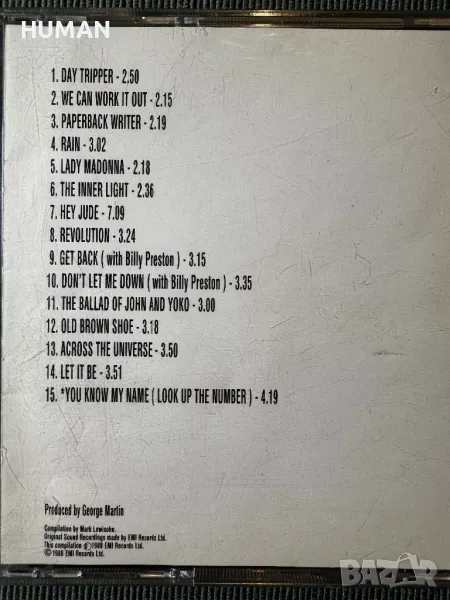 HUMAN
1. DAY TRIPPER - 2.50
2. WE CAN WORK IT OUT - 2.15
3. PAPERBACK WRITER - 2.19
4. RAIN - 3.02
5. LADY MADONNA - 2.18
6. THE INNER LIGHT - 2.36
7. HEY JUDE - 7.09
8. REVOLUTION - 3.24
9. GET BACK ( with Billy Preston ) - 3.15
10. DON'T LET ME DOWN ( with Billy Preston ) - 3.35
11. THE BALLAD OF JOHN AND YOKO - 3.00
12. OLD BROWN SHOE - 3.18
13. ACROSS THE UNIVERSE - 3.50
14. LET IT BE - 3.51
15. *YOU KNOW MY NAME ( LOOK UP THE NUMBER ) - 4.19
Produced by George Martin
Compilation by Mark Lewisohn.
Original Sound Recordings made by EMI Records Ltd.
This compilation ℗1988 EMI Records Ltd.
©1988 EMI Records Ltd.
BAZAR